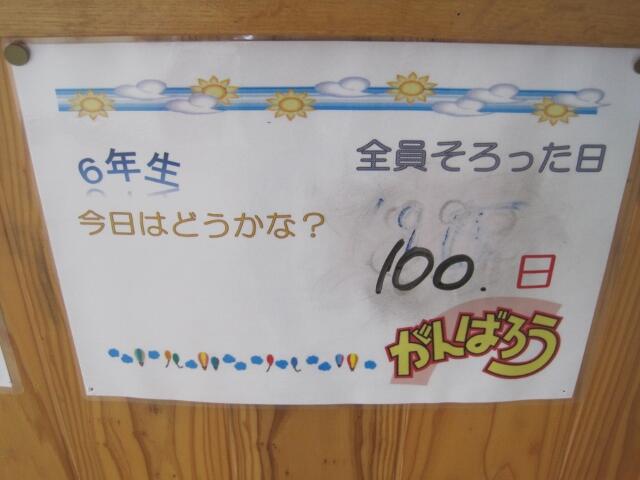 6年生
全員そろった日
今日はどうかな？
100.日
がんばろう